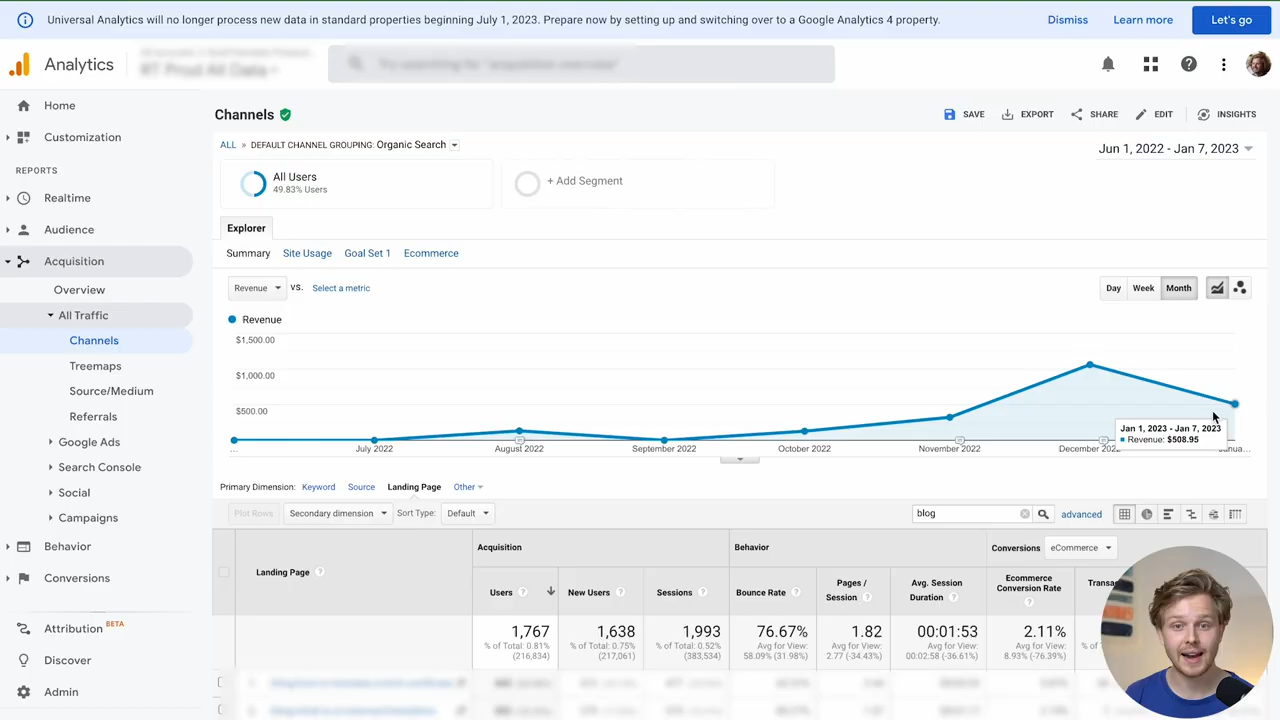 Universal Analytics will no longer process new data in standard properties beginning July 1, 2023. Prepare now by setting up and switching over to a Google Analytics 4 property.
Dismiss
Learn more
Let's go
Analytics
RT Prod All Data
Try searching for "acquisition overview"
Home
Customization
REPORTS
Realtime
Audience
Acquisition
Overview
All Traffic
Channels
Treemaps
Source/Medium
Referrals
Google Ads
Search Console
Social
Campaigns
Behavior
Conversions
Attribution BETA
Discover
Admin
Channels
SAVE
EXPORT
SHARE
EDIT
INSIGHTS
ALL » DEFAULT CHANNEL GROUPING: Organic Search
Jun 1, 2022 - Jan 7, 2023
All Users
49.83% Users
+ Add Segment
Explorer
Summary
Site Usage
Goal Set 1
Ecommerce
Revenue
vs.
Select a metric
Day
Week
Month
Revenue
$1,500.00
$1,000.00
$500.00
Jan 1, 2023 - Jan 7, 2023
Revenue: $508.95
...
July 2022
August 2022
September 2022
October 2022
November 2022
December 2022
Primary Dimension:
Keyword
Source
Landing Page
Other
Plot Rows
Secondary dimension
Sort Type:
Default
blog
advanced
Landing Page ?
Acquisition
Behavior
Conversions
eCommerce
Users ?
New Users ?
Sessions ?
Bounce Rate ?
Pages /
Session ?
Avg. Session
Duration ?
Ecommerce
Conversion Rate
?
1,767
% of Total: 0.81%
(216,834)
1,638
% of Total: 0.75%
(217,061)
1,993
% of Total: 0.52%
(383,534)
76.67%
Avg for View:
58.09% (31.98%)
1.82
Avg for View:
2.77 (-34.43%)
00:01:53
Avg for View:
00:02:58 (-36.61%)
2.11%
Avg for View:
8.93% (-76.39%)